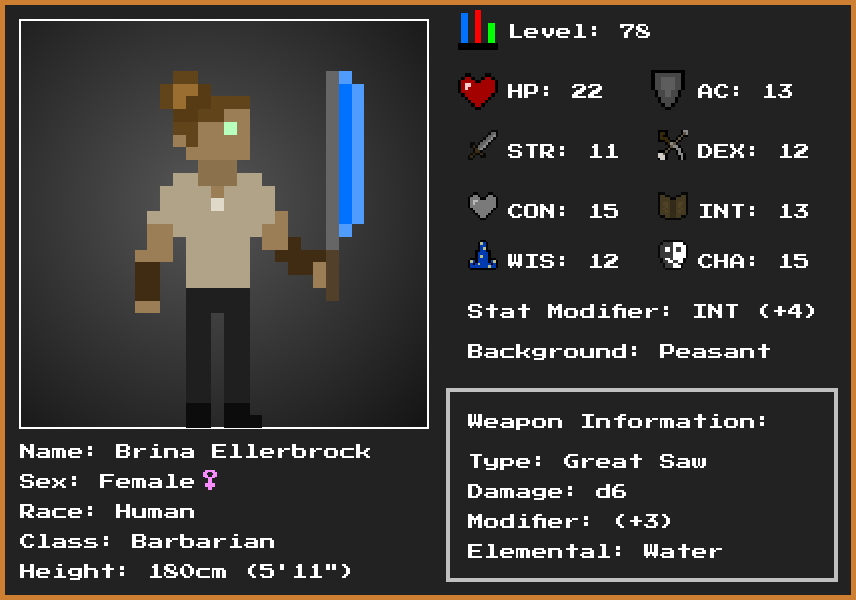 Level: 78
HP: 22
AC: 13
STR: 11
DEX: 12
CON: 15
INT: 13
WIS: 12
CHA: 15
Stat Modifier: INT (+4)
Background: Peasant
Weapon Information:
Type: Great Saw
Damage: d6
Modifier: (+3)
Elemental: Water
Name: Brina Ellerbrock
Sex: Female♀
Race: Human
Class: Barbarian
Height: 180cm (5'11")